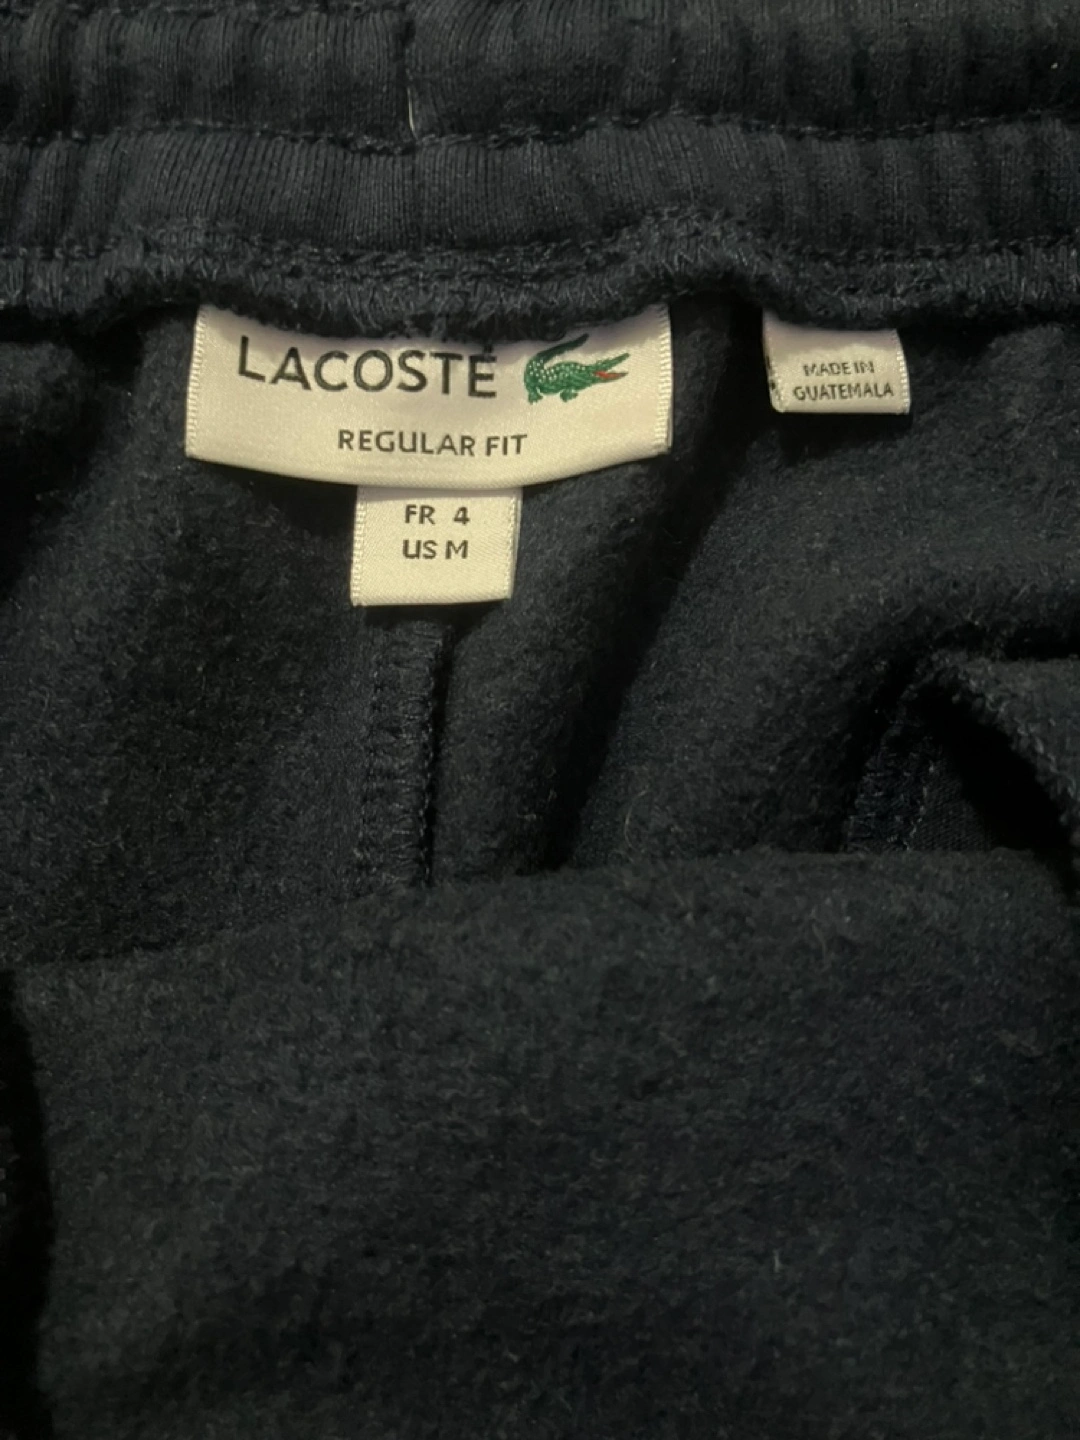 LACOSTE
REGULAR FIT
FR 4
US M
MADE IN
GUATEMALA